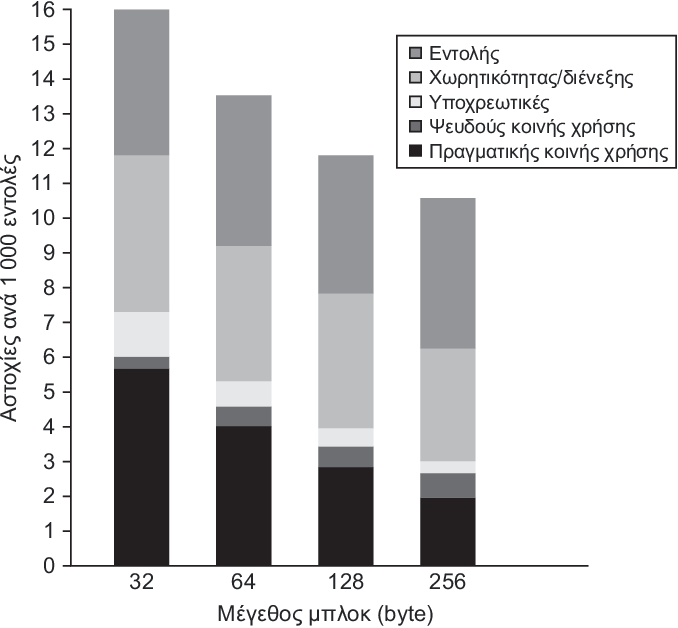 Αστοχίες ανά 1 000 εντολές
16
15
14
13
12
11
10
9
8
7
6
5
4
3
2
1
0
Εντολής
Χωρητικότητας/διένεξης
Υποχρεωτικές
Ψευδούς κοινής χρήσης
Πραγματικής κοινής χρήσης
32 64 128 256
Μέγεθος μπλοκ (byte)